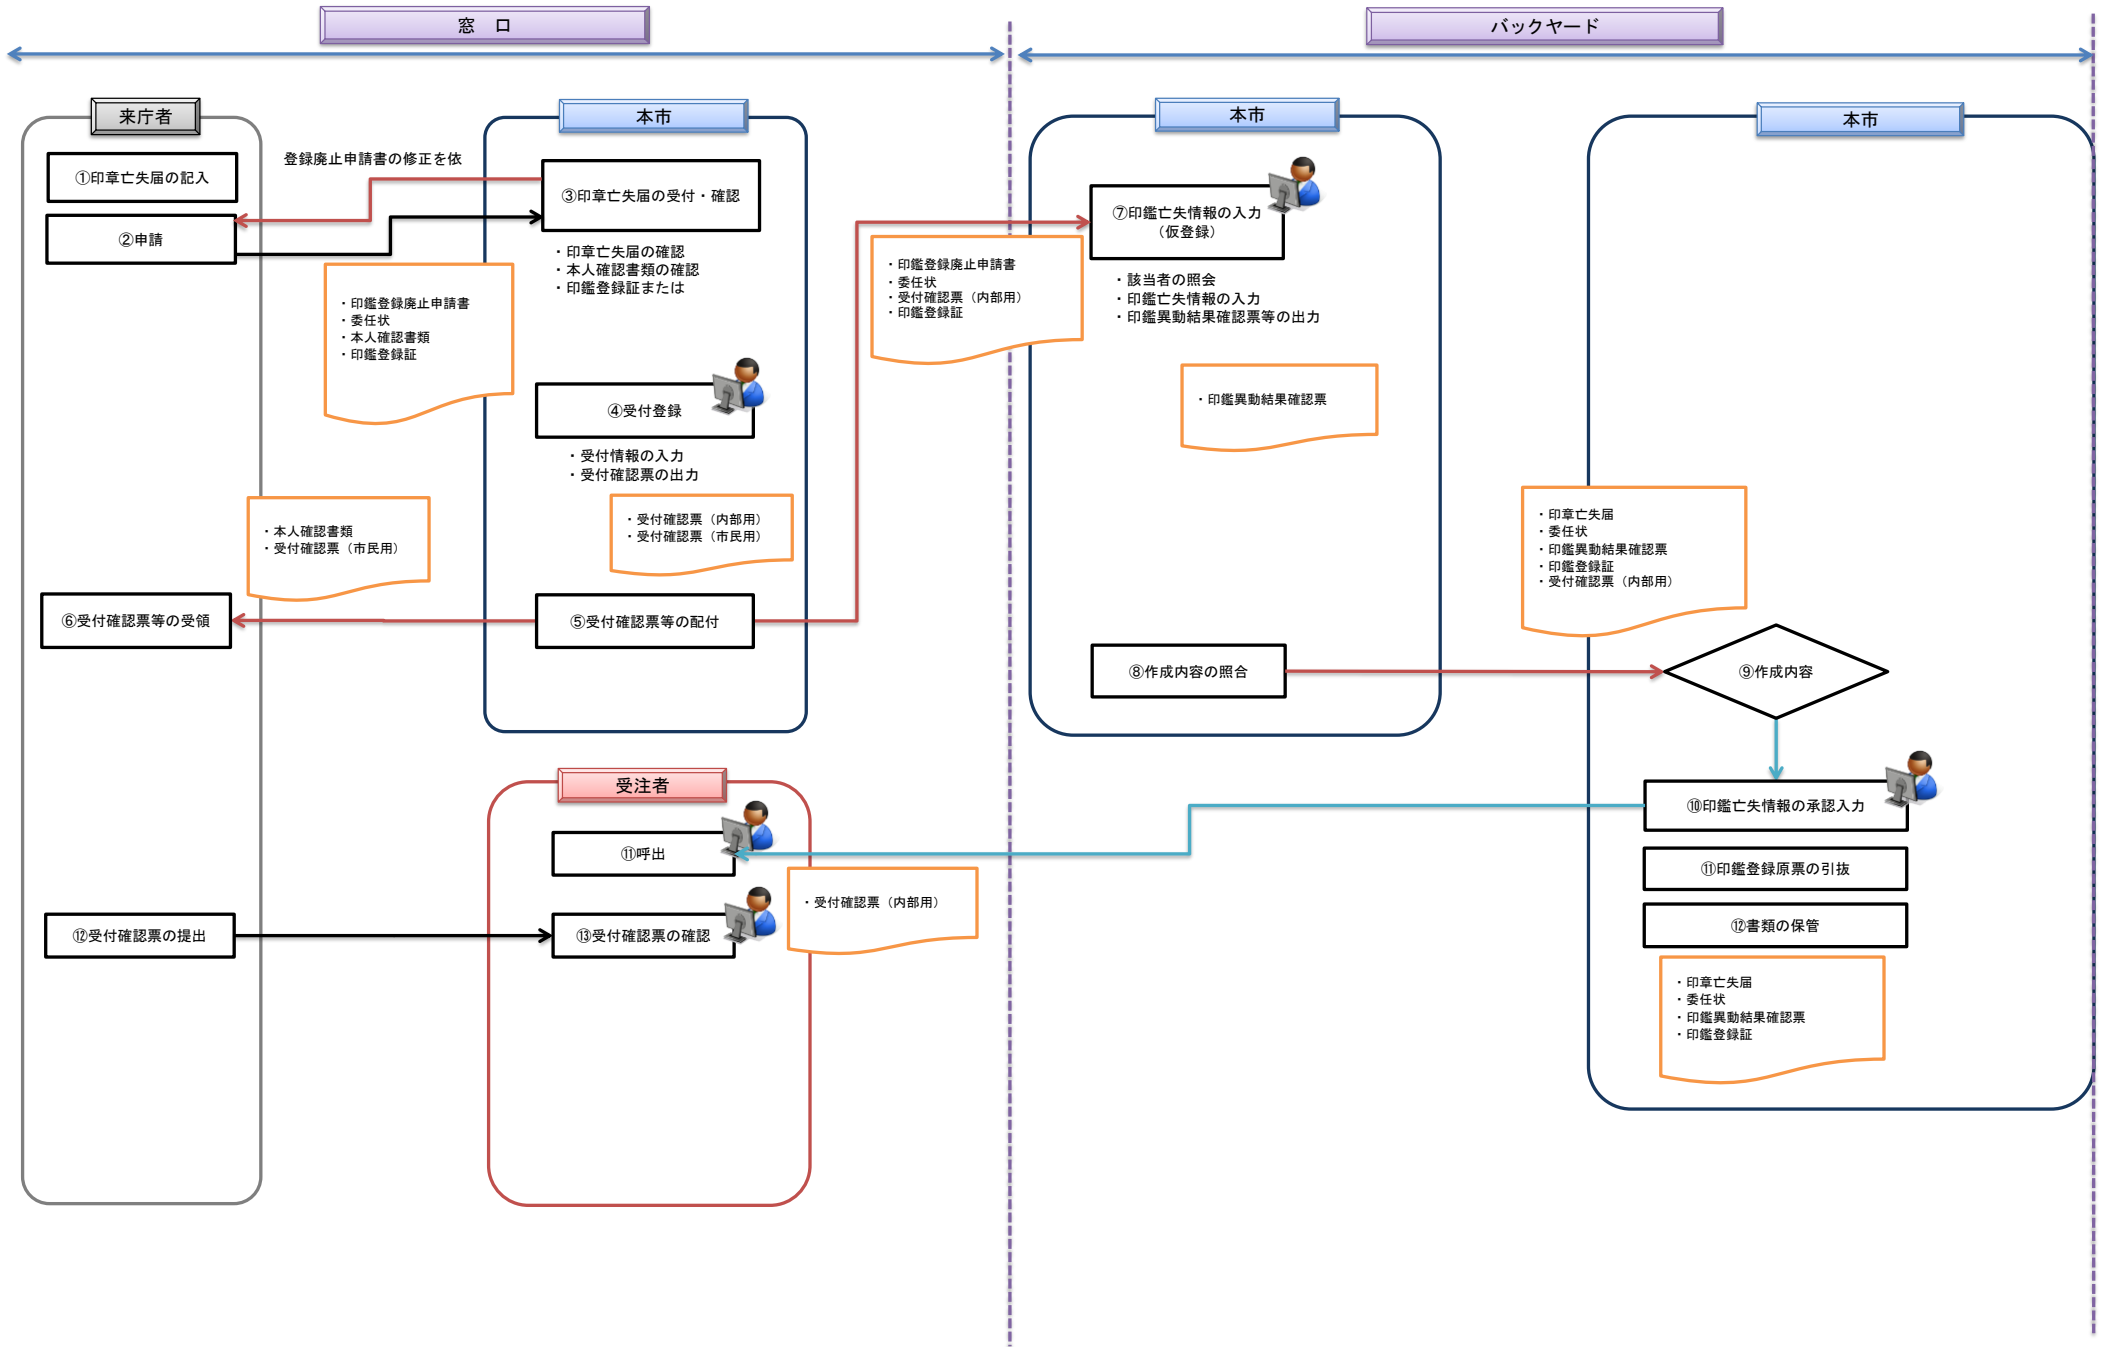 窓　口
バックヤード
来庁者
本市
本市
本市
①印章亡失届の記入
登録廃止申請書の修正を依
②申請
③印章亡失届の受付・確認
・印章亡失届の確認
・本人確認書類の確認
・印鑑登録証または
・印鑑登録廃止申請書
・委任状
・本人確認書類
・印鑑登録証
④受付登録
・受付情報の入力
・受付確認票の出力
・受付確認票（内部用）
・受付確認票（市民用）
・本人確認書類
・受付確認票（市民用）
⑤受付確認票等の配付
⑥受付確認票等の受領
・印鑑登録廃止申請書
・委任状
・受付確認票（内部用）
・印鑑登録証
⑦印鑑亡失情報の入力
（仮登録）
・該当者の照会
・印鑑亡失情報の入力
・印鑑異動結果確認票等の出力
・印鑑異動結果確認票
⑧作成内容の照合
・印章亡失届
・委任状
・印鑑異動結果確認票
・印鑑登録証
・受付確認票（内部用）
⑨作成内容
⑩印鑑亡失情報の承認入力
⑪印鑑登録原票の引抜
⑫書類の保管
・印章亡失届
・委任状
・印鑑異動結果確認票
・印鑑登録証
受注者
⑪呼出
・受付確認票（内部用）
⑫受付確認票の提出
⑬受付確認票の確認